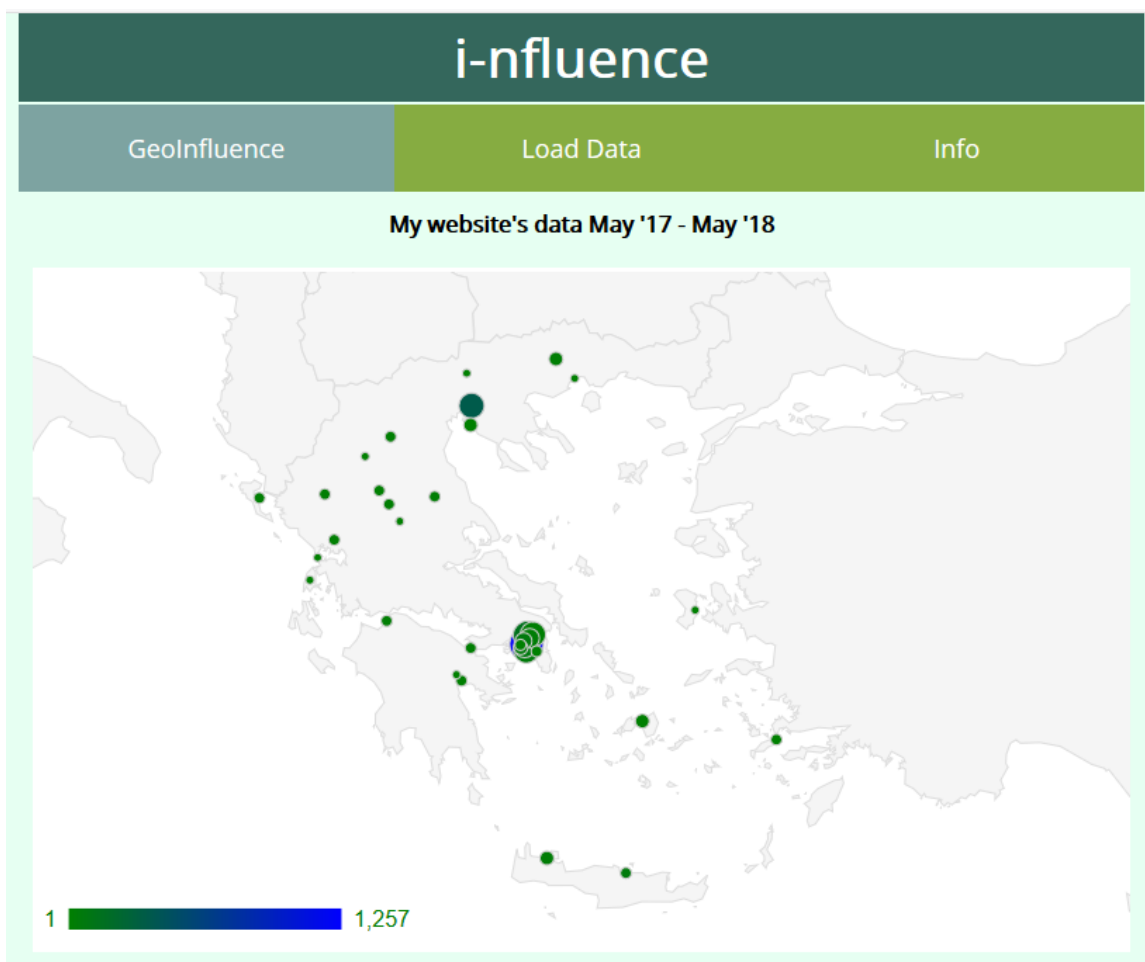 i-nfluence
GeoInfluence
Load Data
Info
My website's data May '17 - May '18
1
1,257